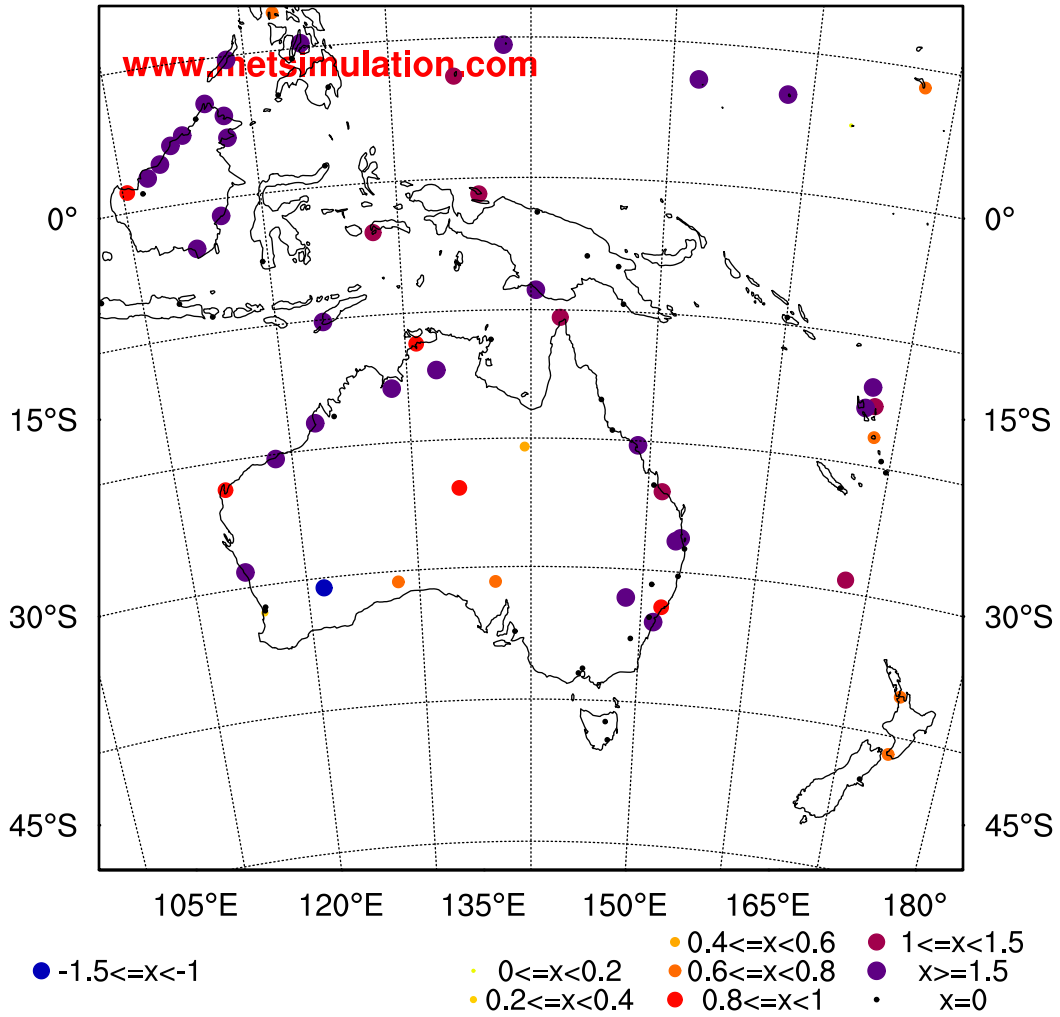 www.metsimulation.com
0° 0°
15°S 15°S
30°S 30°S
45°S 45°S
105°E 120°E 135°E 150°E 165°E 180°
0.4<=x<0.6 1<=x<1.5
-1.5<=x<-1 0<=x<0.2 0.6<=x<0.8 x>=1.5
0.2<=x<0.4 0.8<=x<1 x=0